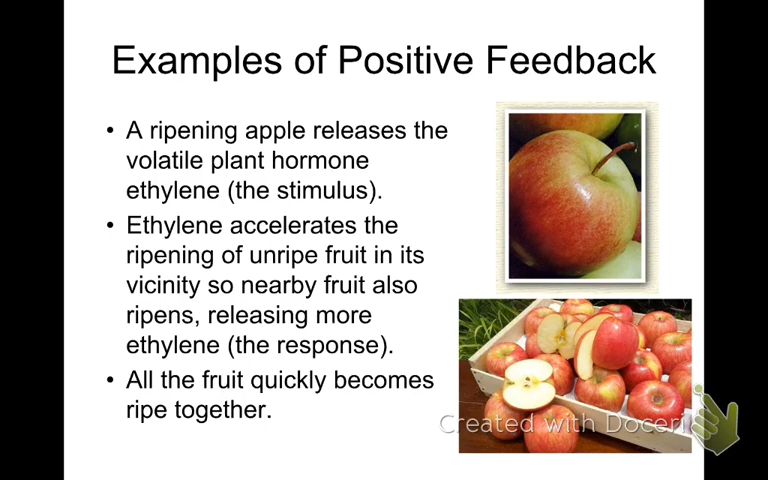 Examples of Positive Feedback
• A ripening apple releases the
volatile plant hormone
ethylene (the stimulus).
• Ethylene accelerates the
ripening of unripe fruit in its
vicinity so nearby fruit also
ripens, releasing more
ethylene (the response).
• All the fruit quickly becomes
ripe together.
Created with Doceri